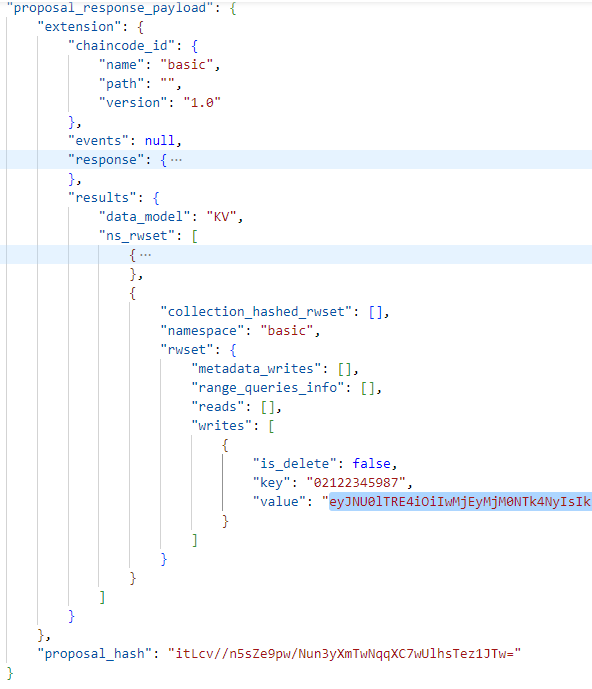 "proposal_response_payload": {
"extension": {
"chaincode_id": {
"name": "basic",
"path": "",
"version": "1.0"
},
"events": null,
"response": { ···
},
"results": {
"data_model": "KV",
"ns_rwset": [
{ ···
},
{
"collection_hashed_rwset": [],
"namespace": "basic",
"rwset": {
"metadata_writes": [],
"range_queries_info": [],
"reads": [],
"writes": [
{
"is_delete": false,
"key": "02122345987",
"value": "eyJNU0lTRE4iOiIwMjEyMjM0NTk4NyIsIk
}
]
}
}
]
}
},
"proposal_hash": "itLcv//n5sZe9pw/Nun3yXmTwNqqXC7wUlhsTez1JTw="
}